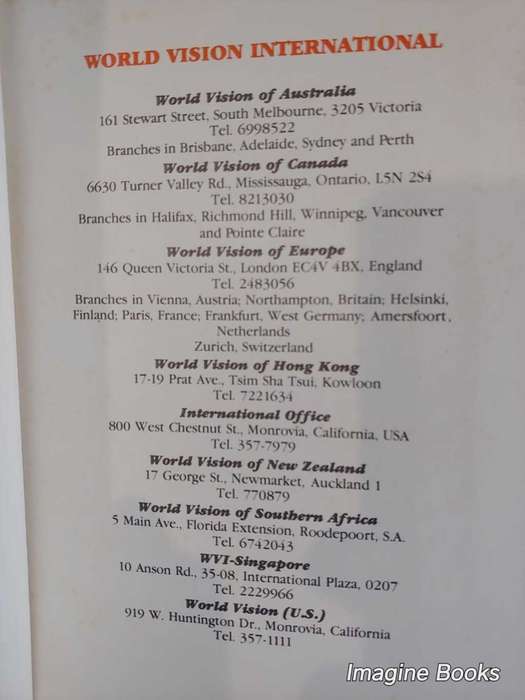 WORLD VISION INTERNATIONAL
World Vision of Australia
161 Stewart Street, South Melbourne, 3205 Victoria
Tel. 6998522
Branches in Brisbane, Adelaide, Sydney and Perth
World Vision of Canada
6630 Turner Valley Rd., Mississauga, Ontario, L5N 2S4
Tel. 8213030
Branches in Halifax, Richmond Hill, Winnipeg, Vancouver
and Pointe Claire
World Vision of Europe
146 Queen Victoria St., London EC4V 4BX, England
Tel. 2483056
Branches in Vienna, Austria; Northampton, Britain; Helsinki,
Finland; Paris, France; Frankfurt, West Germany; Amersfoort,
Netherlands
Zurich, Switzerland
World Vision of Hong Kong
17-19 Prat Ave., Tsim Sha Tsui, Kowloon
Tel. 7221634
International Office
800 West Chestnut St., Monrovia, California, USA
Tel. 357-7979
World Vision of New Zealand
17 George St., Newmarket, Auckland 1
Tel. 770879
World Vision of Southern Africa
5 Main Ave., Florida Extension, Roodepoort, S.A.
Tel. 6742043
WVI-Singapore
10 Anson Rd., 35-08, International Plaza, 0207
Tel. 2229966
World Vision (U.S.)
919 W. Huntington Dr., Monrovia, California
Tel. 357-1111
Imagine Books